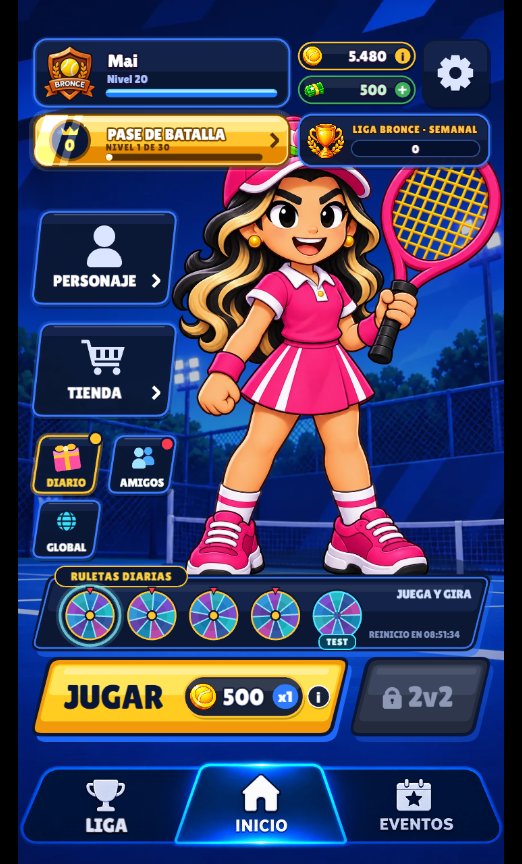 Mai
Nivel 20
BRONCE
5.480
i
500
+
0
PASE DE BATALLA
NIVEL 1 DE 30
LIGA BRONCE - SEMANAL
0
PERSONAJE
TIENDA
DIARIO
AMIGOS
GLOBAL
RULETAS DIARIAS
JUEGA Y GIRA
REINICIO EN 08:51:34
TEST
JUGAR
500
x1
i
2v2
LIGA
INICIO
EVENTOS